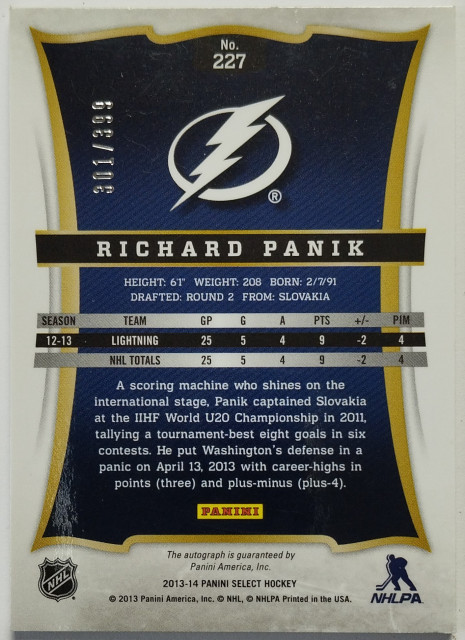 No.
227
301/399
®
RICHARD PANIK
HEIGHT: 6'1" WEIGHT: 208 BORN: 2/7/91
DRAFTED: ROUND 2 FROM: SLOVAKIA
SEASON TEAM GP G A PTS +/- PIM
12-13 LIGHTNING 25 5 4 9 -2 4
NHL TOTALS 25 5 4 9 -2 4
A scoring machine who shines on the
international stage, Panik captained Slovakia
at the IIHF World U20 Championship in 2011,
tallying a tournament-best eight goals in six
contests. He put Washington's defense in a
panic on April 13, 2013 with career-highs in
points (three) and plus-minus (plus-4).
PANINI
The autograph is guaranteed by
Panini America, Inc.
2013-14 PANINI SELECT HOCKEY
© 2013 Panini America, Inc. © NHL, © NHLPA Printed in the USA.
NHL
NHLPA